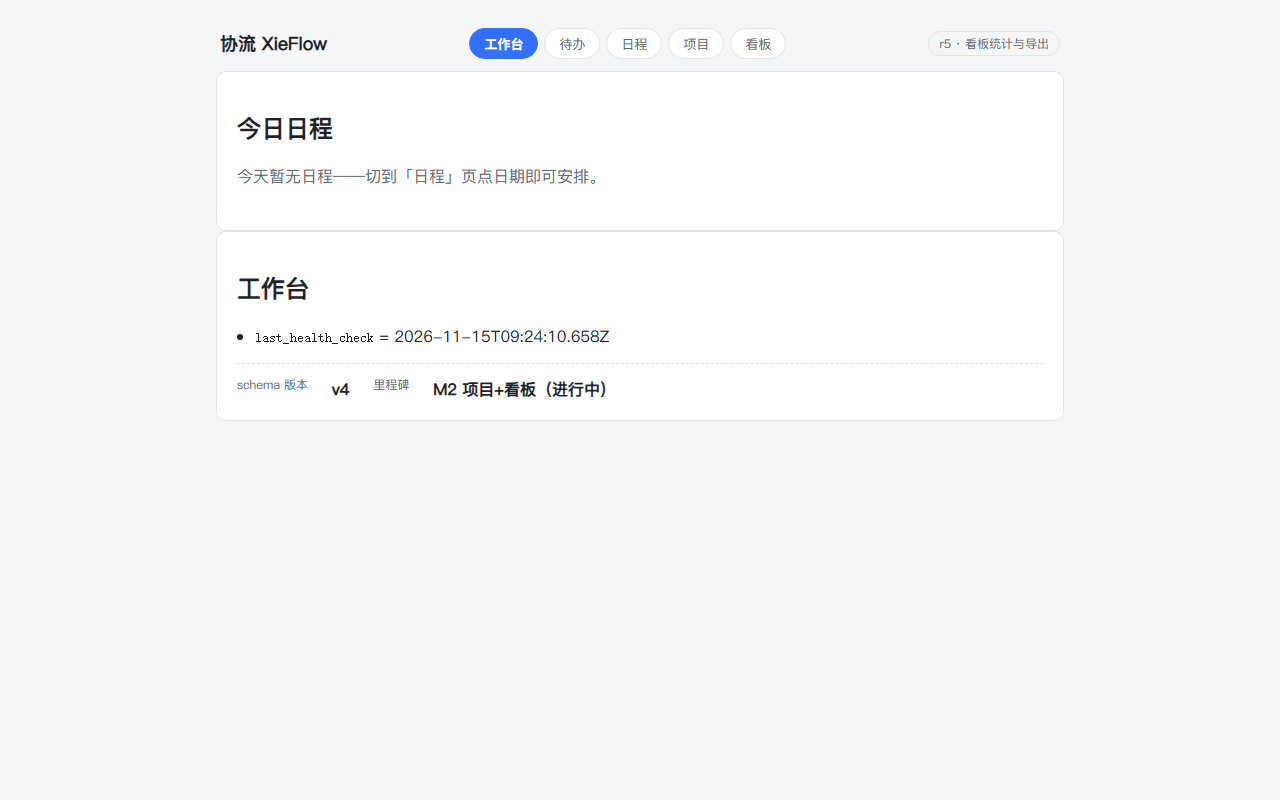 协流 XieFlow
工作台
待办
日程
项目
看板
r5 · 看板统计与导出
今日日程
今天暂无日程——切到「日程」页点日期即可安排。
工作台
last_health_check = 2026-11-15T09:24:10.658Z
schema 版本 v4 里程碑 M2 项目+看板（进行中）